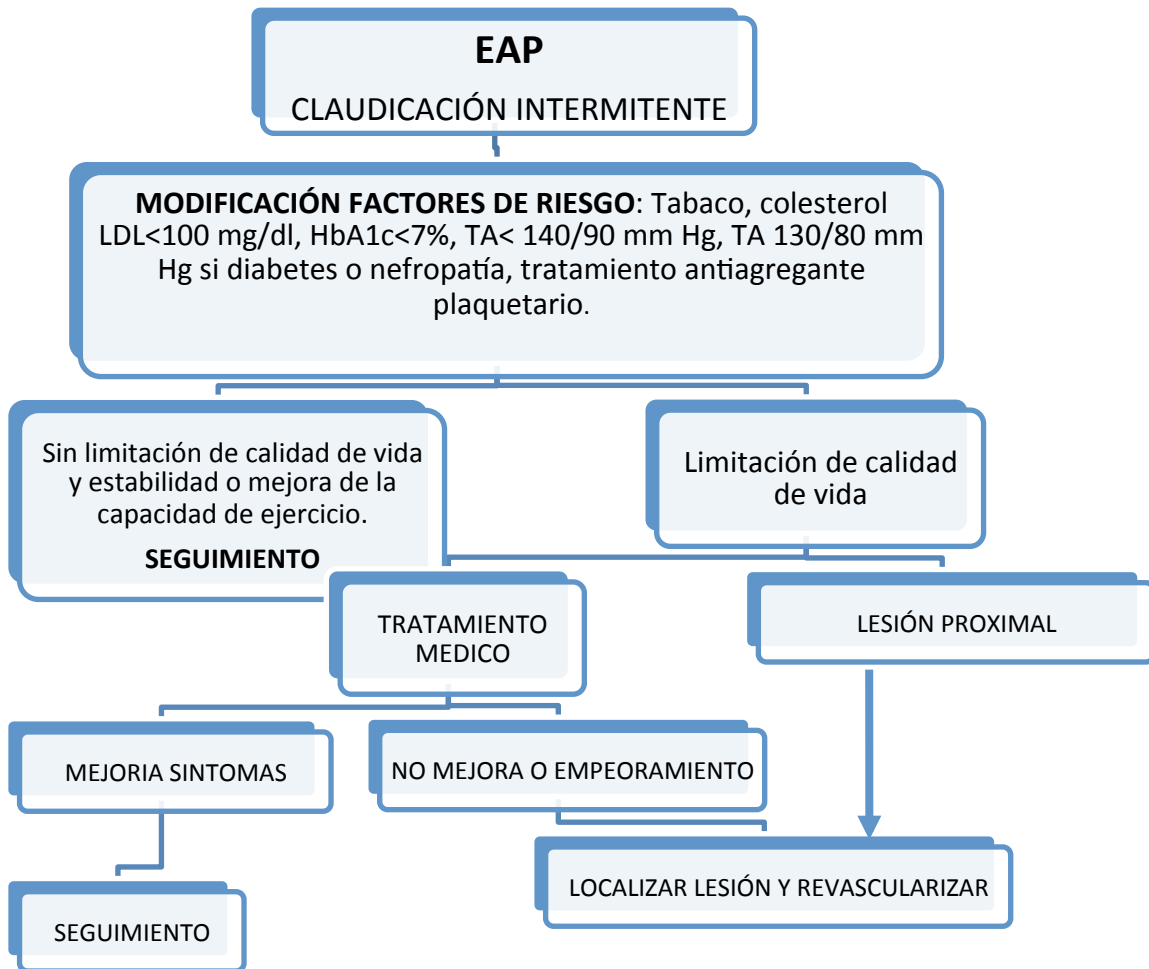 EAP
CLAUDICACIÓN INTERMITENTE
MODIFICACIÓN FACTORES DE RIESGO: Tabaco, colesterol
LDL<100 mg/dl, HbA1c<7%, TA< 140/90 mm Hg, TA 130/80 mm
Hg si diabetes o nefropatía, tratamiento antiagregante
plaquetario.
Sin limitación de calidad de vida
y estabilidad o mejora de la
capacidad de ejercicio.
SEGUIMIENTO
Limitación de calidad
de vida
TRATAMIENTO
MEDICO
LESIÓN PROXIMAL
MEJORIA SINTOMAS
NO MEJORA O EMPEORAMIENTO
SEGUIMIENTO
LOCALIZAR LESIÓN Y REVASCULARIZAR